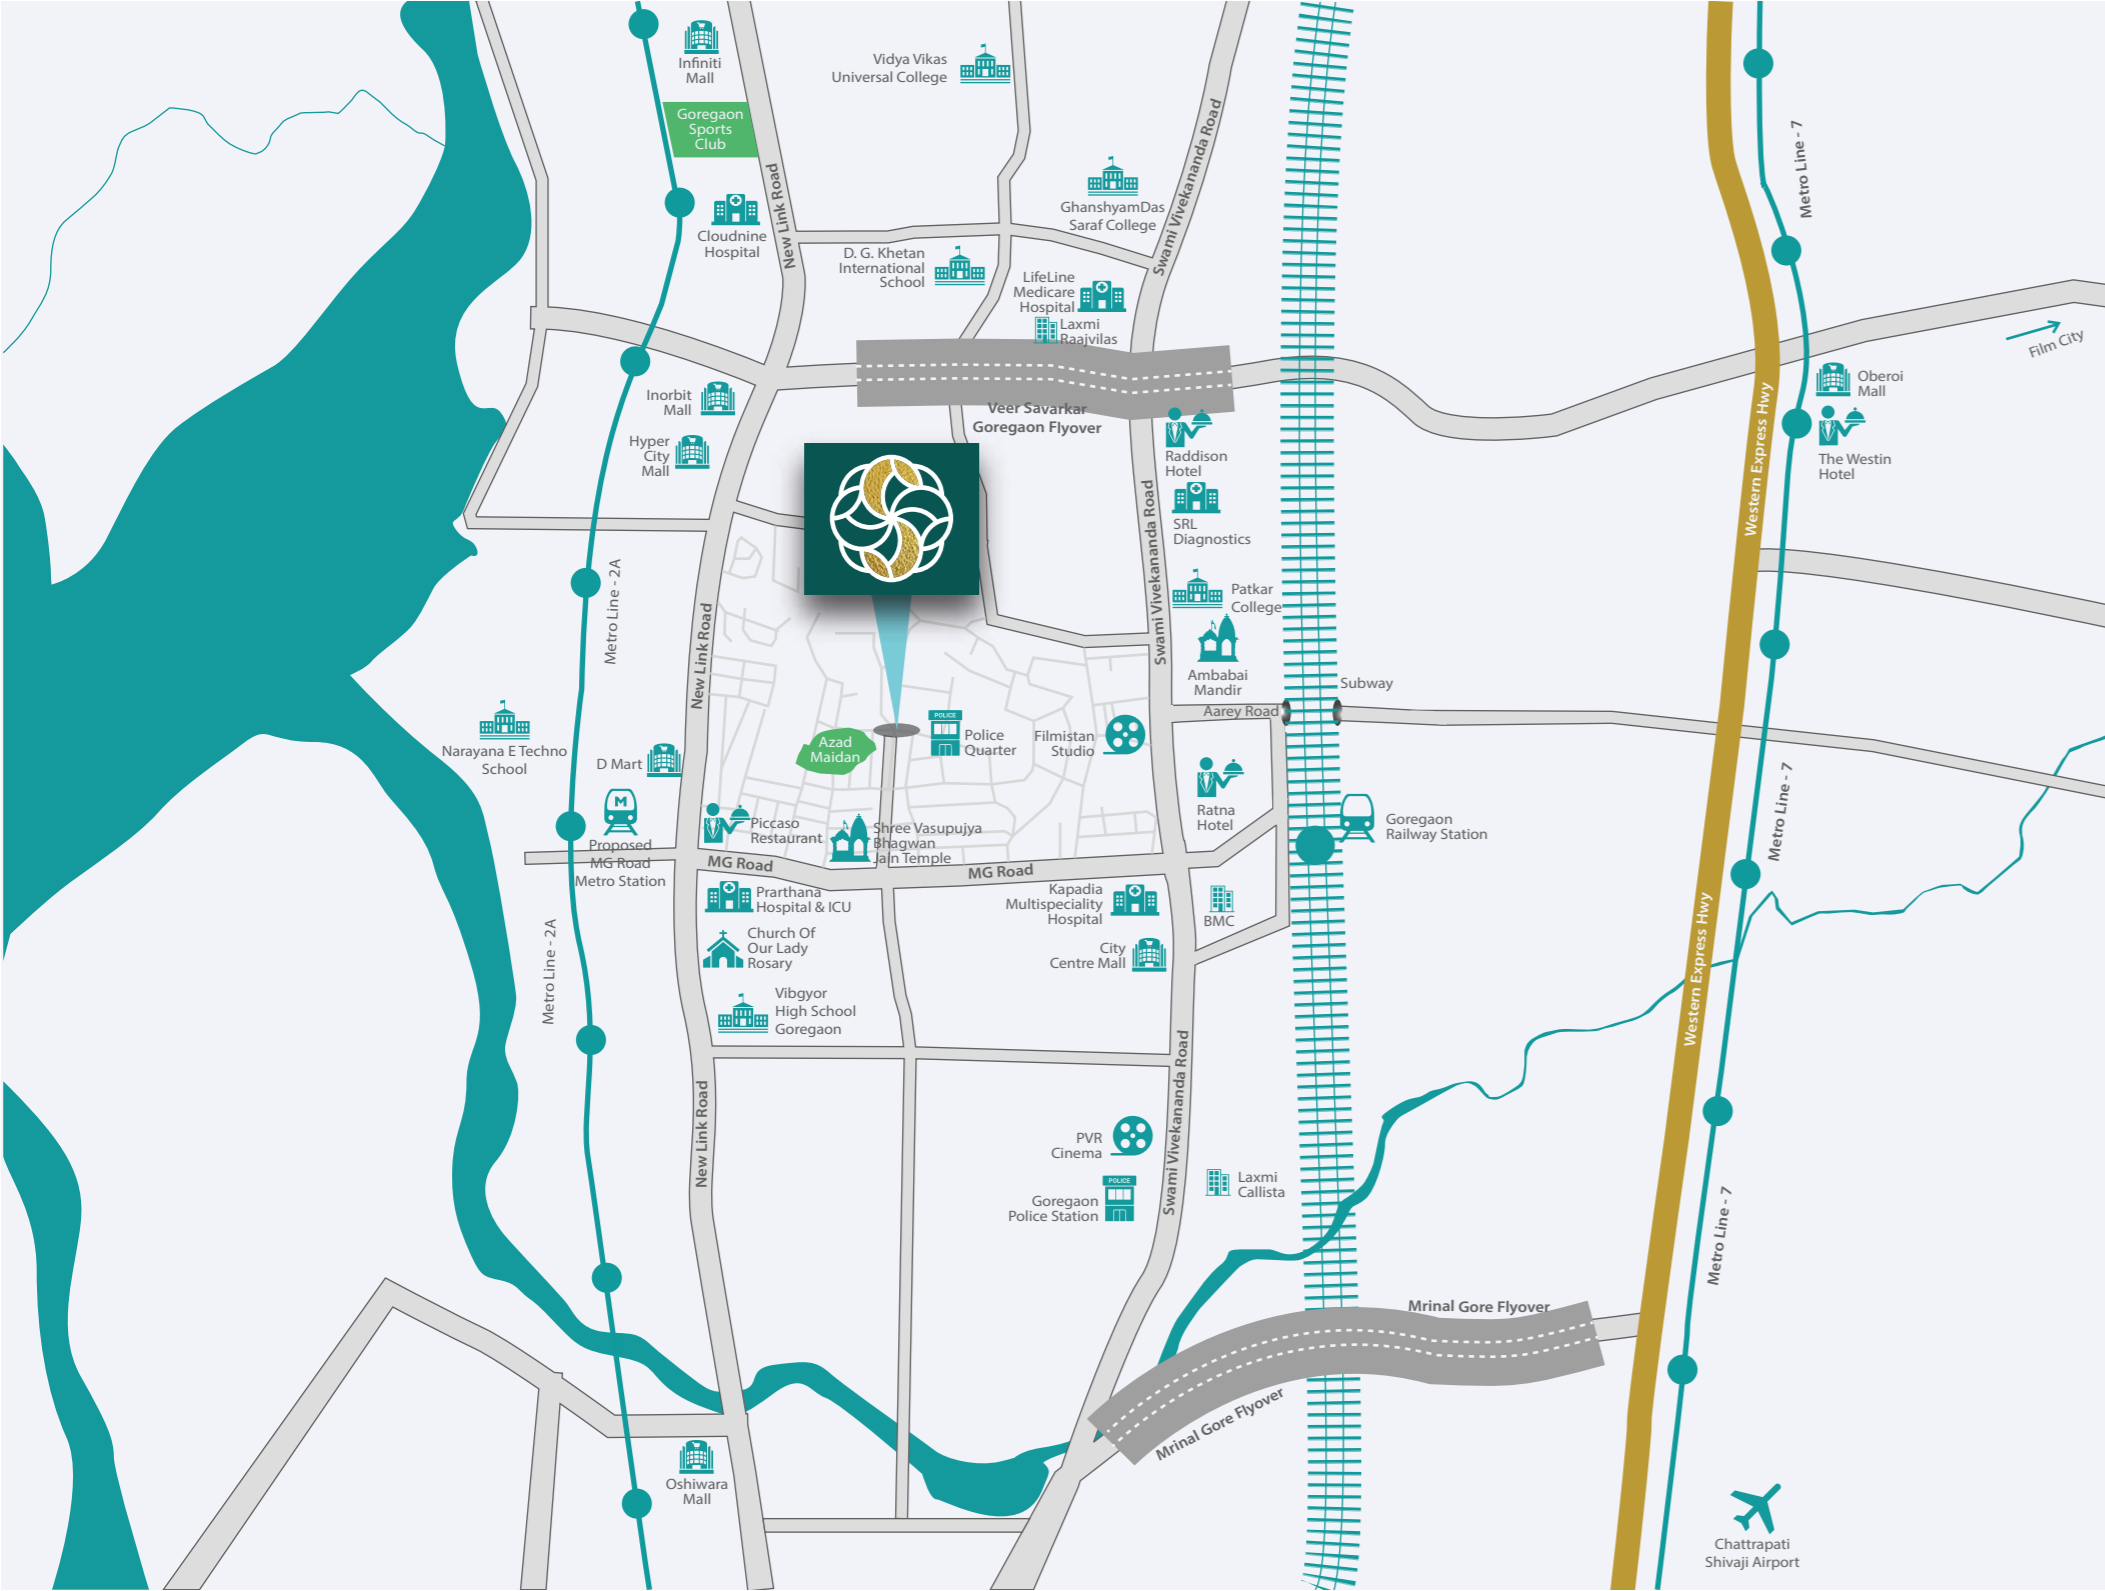 Infiniti
Mall
Goregaon
Sports
Club
New Link Road
Cloudnine
Hospital
Vidya Vikas
Universal College
GhanshyamDas
Saraf College
Swami Vivekananda Road
D. G. Khetan
International
School
LifeLine
Medicare
Hospital
Laxmi
Raajvilas
Metro Line - 7
Film City
Inorbit
Mall
Hyper
City
Mall
Veer Savarkar
Goregaon Flyover
Raddison
Hotel
SRL
Diagnostics
Oberoi
Mall
The Westin
Hotel
Western Express Hwy
Metro Line - 2A
New Link Road
Swami Vivekananda Road
Patkar
College
Ambabai
Mandir
Subway
Aarey Road
Narayana E Techno
School
D Mart
M
Proposed
MG Road
Metro Station
Azad
Maidan
POLICE
Police
Quarter
Filmistan
Studio
Ratna
Hotel
Goregaon
Railway Station
Metro Line - 7
Piccaso
Restaurant
Shree Vasupujya
Bhagwan
Jain Temple
MG Road
MG Road
Prarthana
Hospital & ICU
Church Of
Our Lady
Rosary
Vibgyor
High School
Goregaon
Kapadia
Multispeciality
Hospital
City
Centre Mall
BMC
Western Express Hwy
Metro Line - 2A
New Link Road
Swami Vivekananda Road
PVR
Cinema
POLICE
Goregaon
Police Station
Laxmi
Callista
Metro Line - 7
Mrinal Gore Flyover
Mrinal Gore Flyover
Oshiwara
Mall
Chattrapati
Shivaji Airport